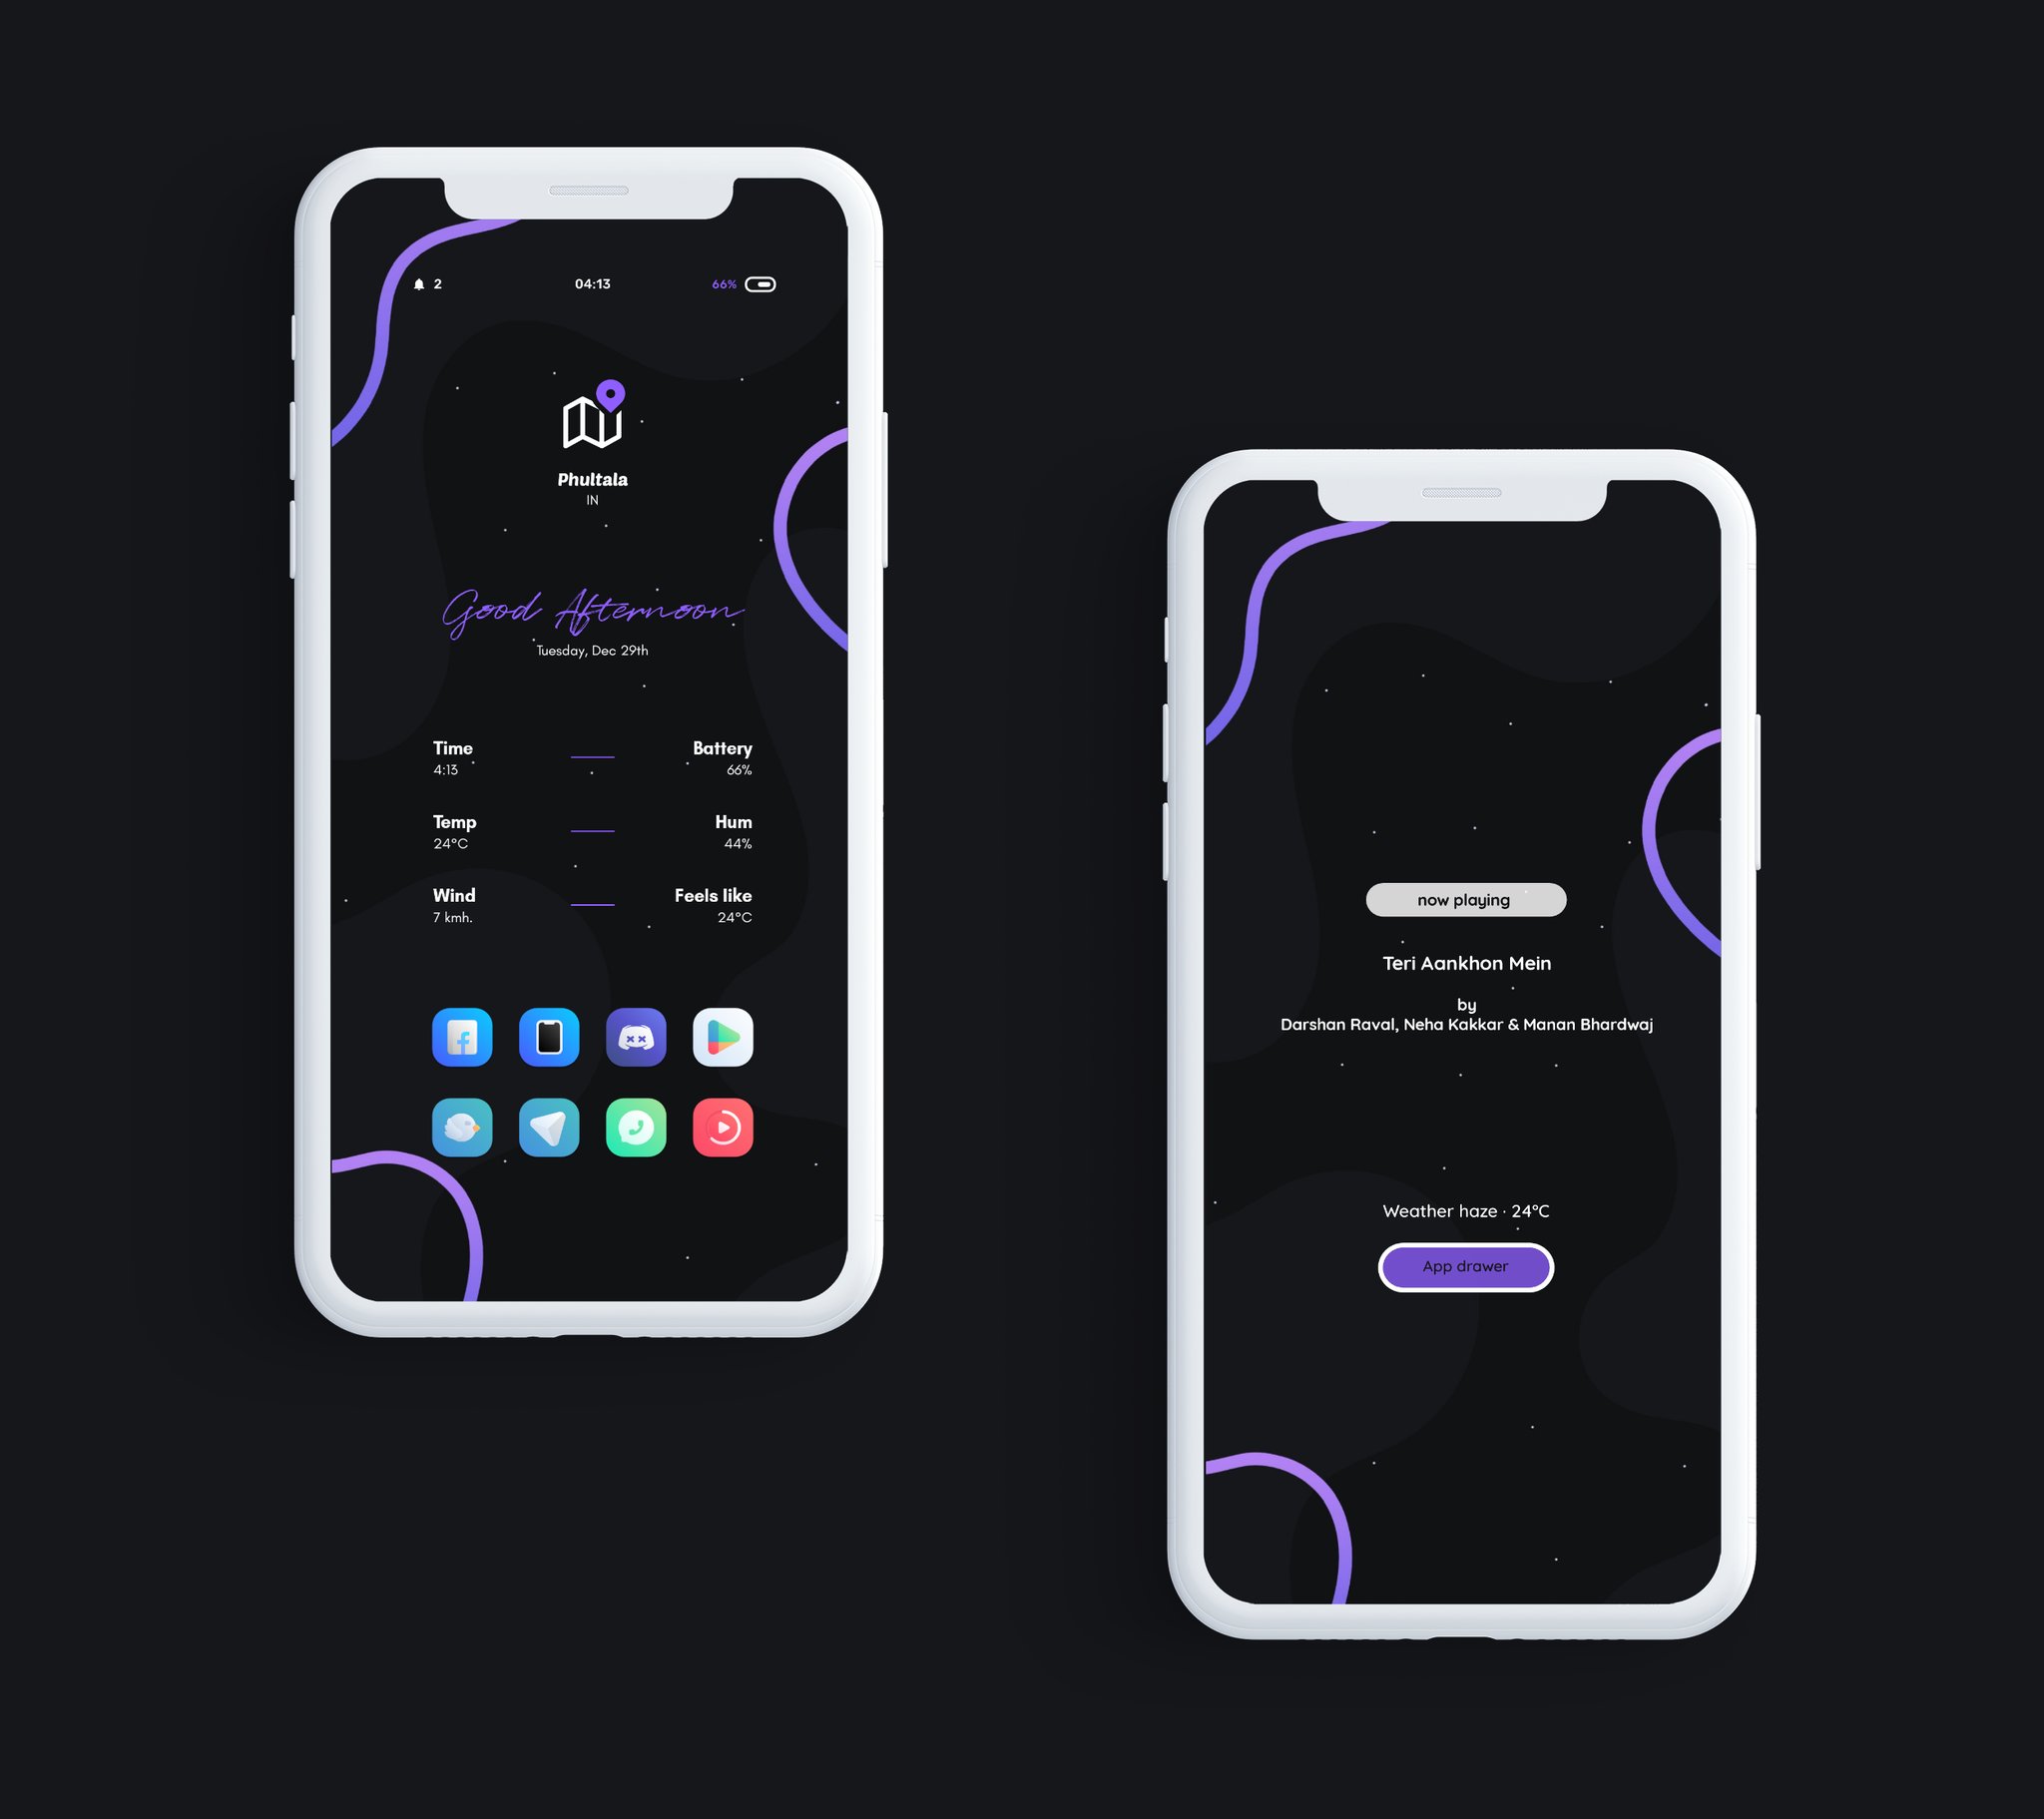 2 04:13 66%
Phultala
IN
Good Afternoon
Tuesday, Dec 29th
Time Battery
4:13 66%
Temp Hum
24°C 44%
Wind Feels like
7 kmh. 24°C
now playing
Teri Aankhon Mein
by
Darshan Raval, Neha Kakkar & Manan Bhardwaj
Weather haze · 24°C
App drawer